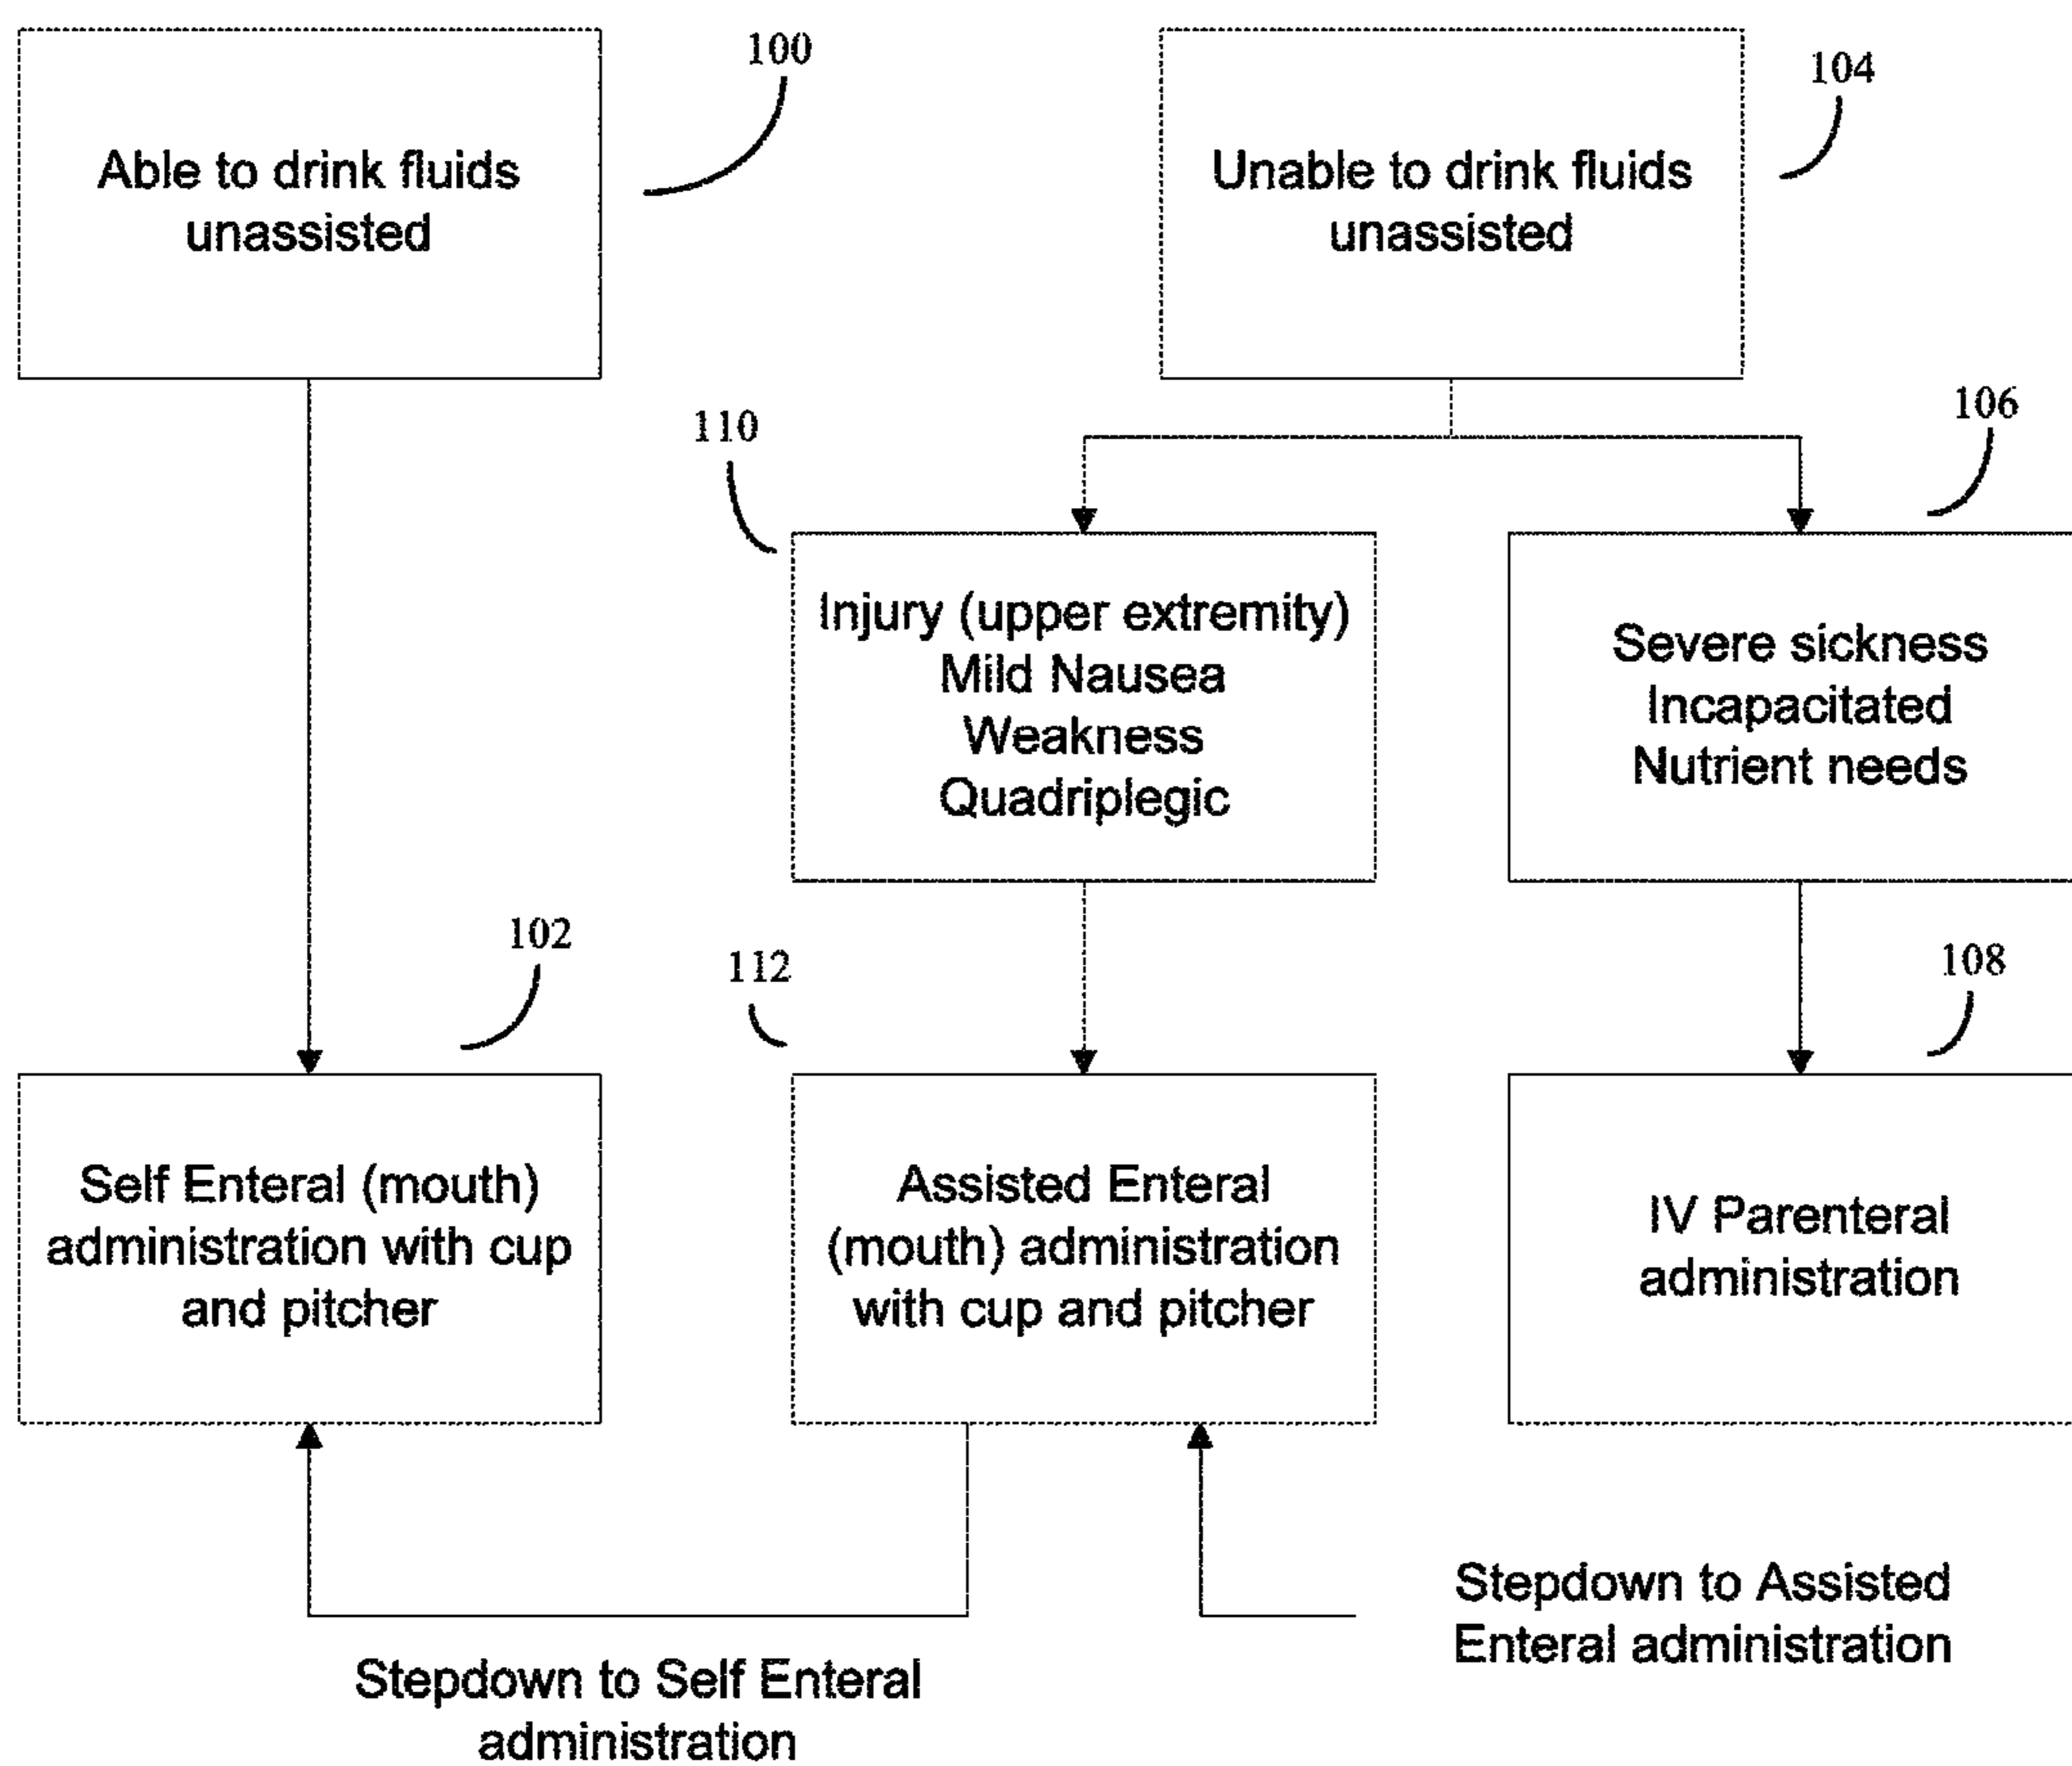 100
Able to drink fluids
unassisted
104
Unable to drink fluids
unassisted
110
Injury (upper extremity)
Mild Nausea
Weakness
Quadriplegic
106
Severe sickness
Incapacitated
Nutrient needs
102
Self Enteral (mouth)
administration with cup
and pitcher
112
Assisted Enteral
(mouth) administration
with cup and pitcher
108
IV Parenteral
administration
Stepdown to Self Enteral
administration
Stepdown to Assisted
Enteral administration